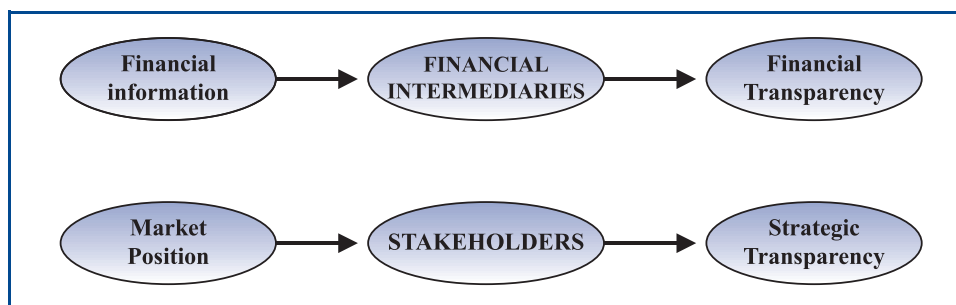 Financial
information
FINANCIAL
INTERMEDIARIES
Financial
Transparency
Market
Position
STAKEHOLDERS
Strategic
Transparency